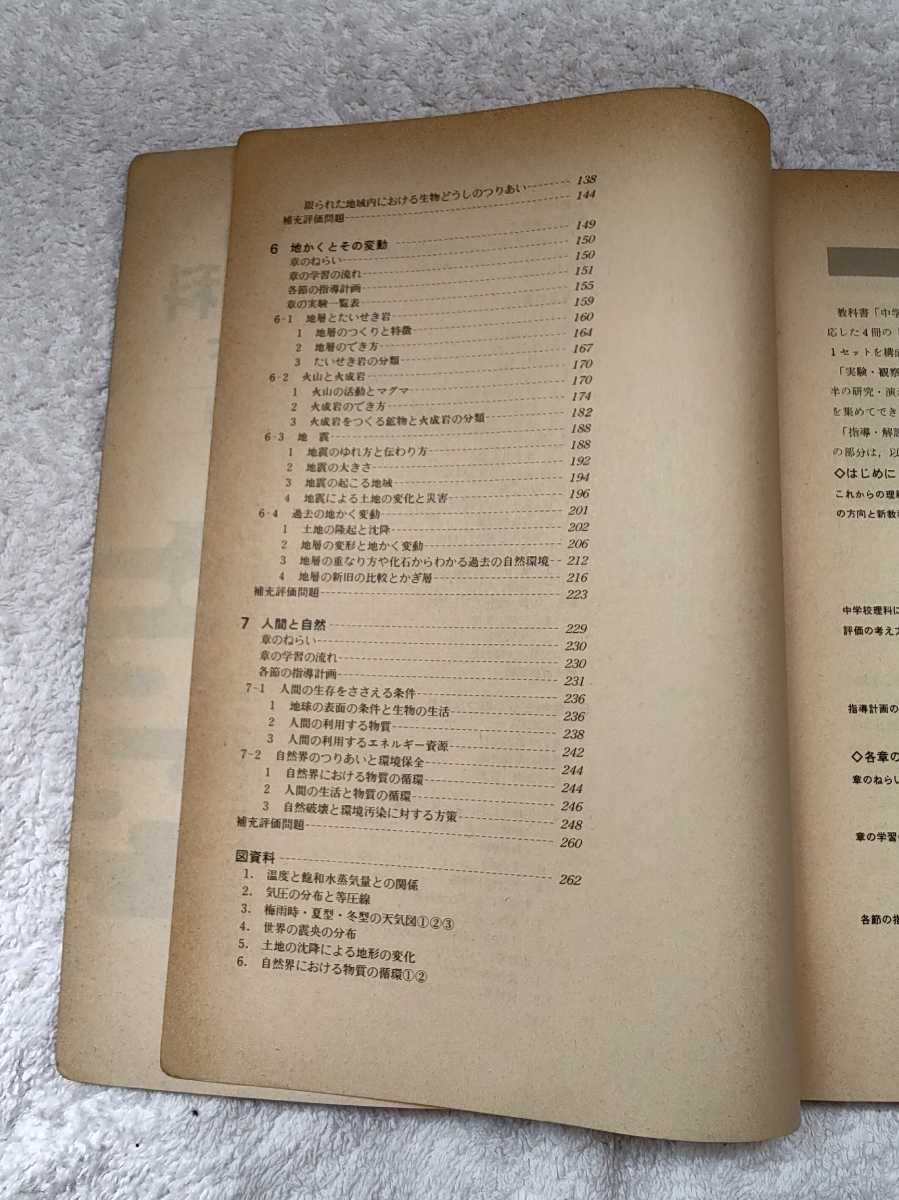 限られた地域内における生物どうしのつりあい 138
補充評価問題 144
6 地かくとその変動 149
章のねらい 150
章の学習の流れ 150
各節の指導計画 151
章の実験一覧表 155
6-1 地層とたいせき岩 159
1 地層のつくりと特徴 160
2 地層のでき方 164
3 たいせき岩の分類 167
6-2 火山と火成岩 170
1 火山の活動とマグマ 170
2 火成岩のでき方 174
3 火成岩をつくる鉱物と火成岩の分類 182
6-3 地 震 188
1 地震のゆれ方と伝わり方 188
2 地震の大きさ 192
3 地震の起こる地域 194
4 地震による土地の変化と災害 196
6-4 過去の地かく変動 201
1 土地の隆起と沈降 202
2 地層の変形と地かく変動 206
3 地層の重なり方や化石からわかる過去の自然環境 212
4 地層の新旧の比較とかぎ層 216
補充評価問題 223
7 人間と自然 229
章のねらい 230
章の学習の流れ 230
各節の指導計画 231
7-1 人間の生存をささえる条件 236
1 地球の表面の条件と生物の生活 236
2 人間の利用する物質 238
3 人間の利用するエネルギー資源 242
7-2 自然界のつりあいと環境保全 244
1 自然界における物質の循環 244
2 人間の生活と物質の循環 246
3 自然破壊と環境汚染に対する方策 248
補充評価問題 260
図資料 262
1. 温度と飽和水蒸気量との関係
2. 気圧の分布と等圧線
3. 梅雨時・夏型・冬型の天気図①②③
4. 世界の震央の分布
5. 土地の沈降による地形の変化
6. 自然界における物質の循環①②
教科書「中学
応した4冊の「
1セットを構成
「実験・観察
半の研究・演
を集めてでき
「指導・解説
の部分は，以
◇はじめに
これからの理
の方向と新教
中学校理科に
評価の考え方
指導計画の
◇各章の
章のねらい
章の学習
各節の指
科